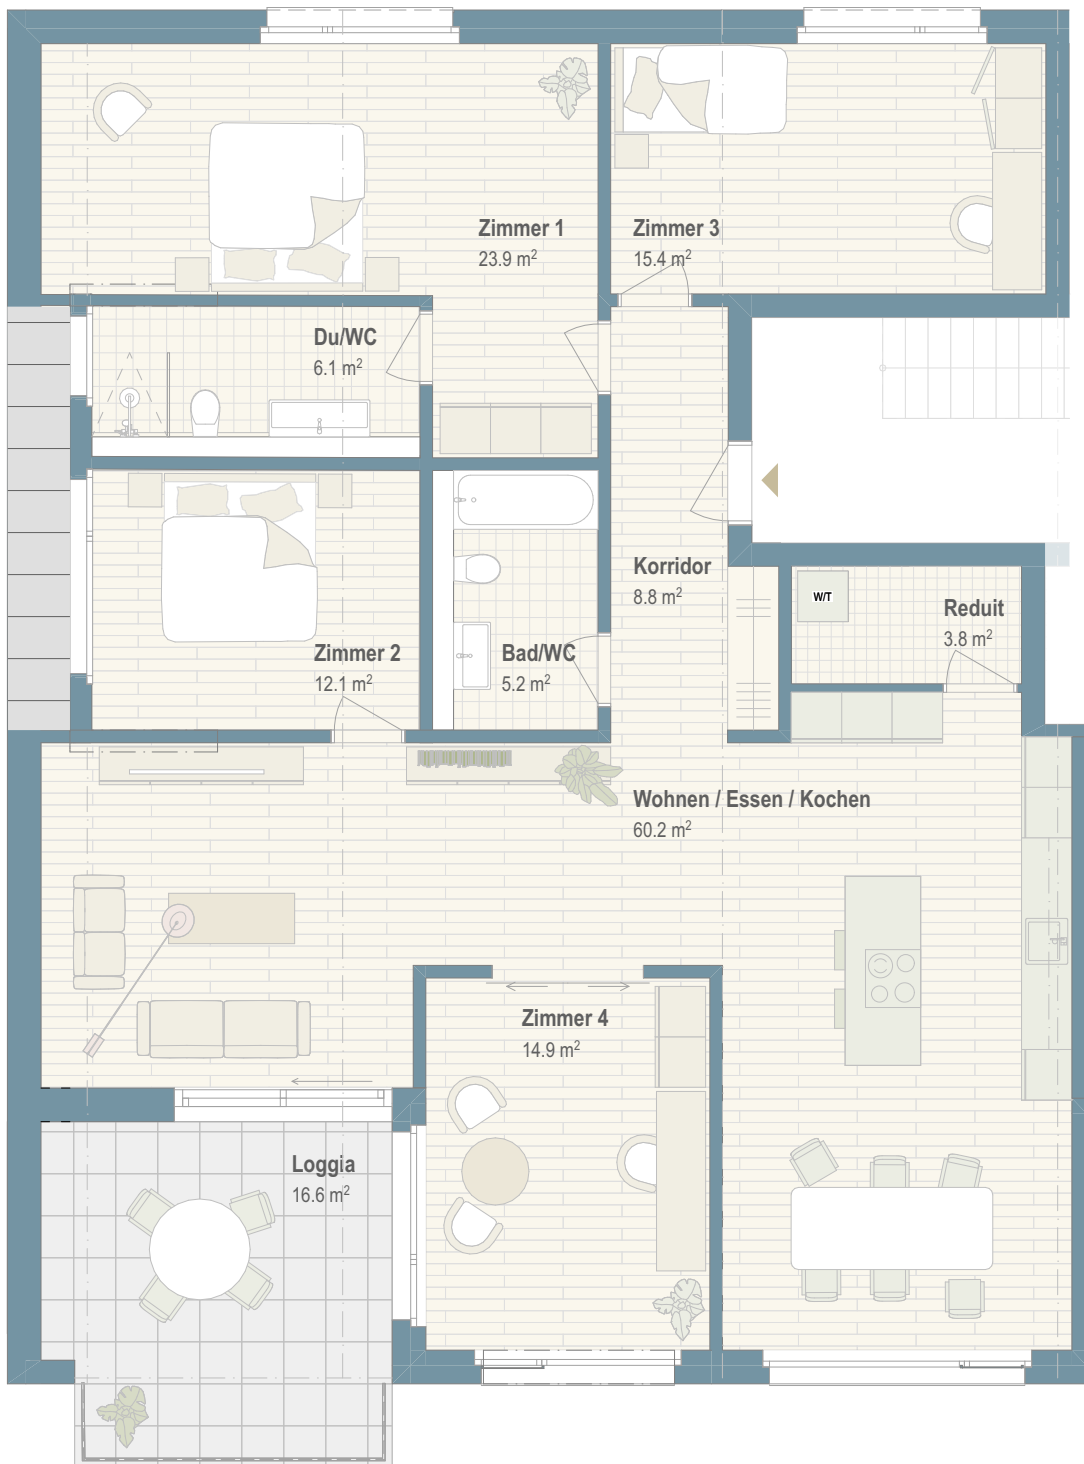 Zimmer 1
23.9 m²
Zimmer 3
15.4 m²
Du/WC
6.1 m²
Korridor
8.8 m²
W/T
Reduit
3.8 m²
Zimmer 2
12.1 m²
Bad/WC
5.2 m²
Wohnen / Essen / Kochen
60.2 m²
Zimmer 4
14.9 m²
Loggia
16.6 m²